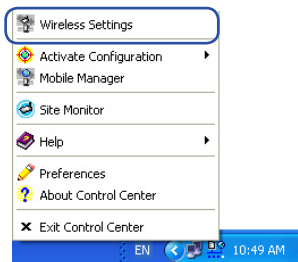 Wireless Settings
Activate Configuration
Mobile Manager
Site Monitor
Help
Preferences
About Control Center
Exit Control Center
EN 10:49 AM